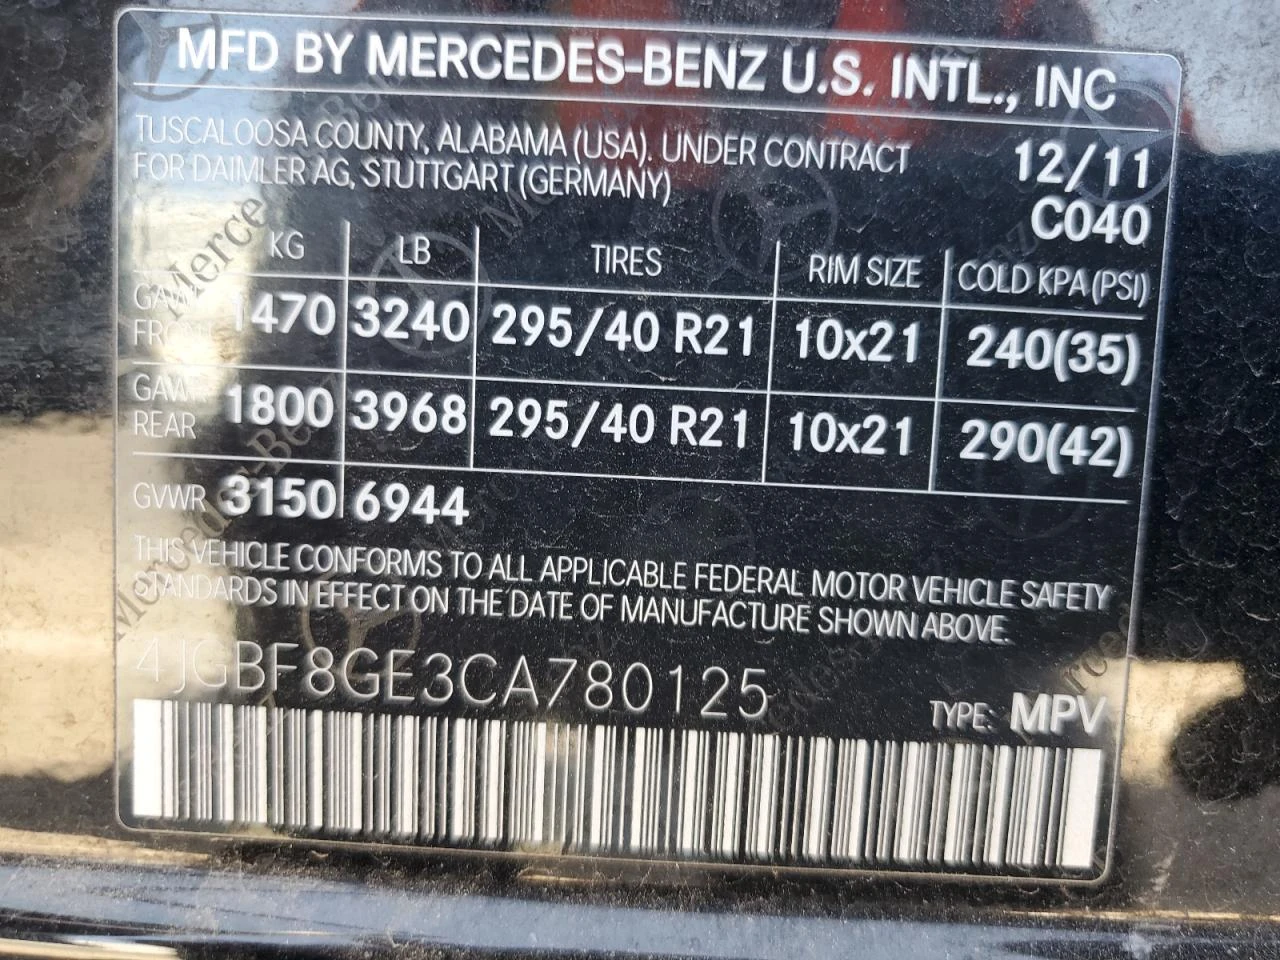 MFD BY MERCEDES-BENZ U.S. INTL., INC
TUSCALOOSA COUNTY, ALABAMA (USA). UNDER CONTRACT 12/11
FOR DAIMLER AG, STUTTGART (GERMANY)
C040
KG LB TIRES RIM SIZE COLD KPA (PSI)
GAWR FRONT 1470 3240 295/40 R21 10x21 240(35)
GAWR REAR 1800 3968 295/40 R21 10x21 290(42)
GVWR 3150 6944
THIS VEHICLE CONFORMS TO ALL APPLICABLE FEDERAL MOTOR VEHICLE SAFETY
STANDARDS IN EFFECT ON THE DATE OF MANUFACTURE SHOWN ABOVE.
4JGBF8GE3CA780125
TYPE: MPV